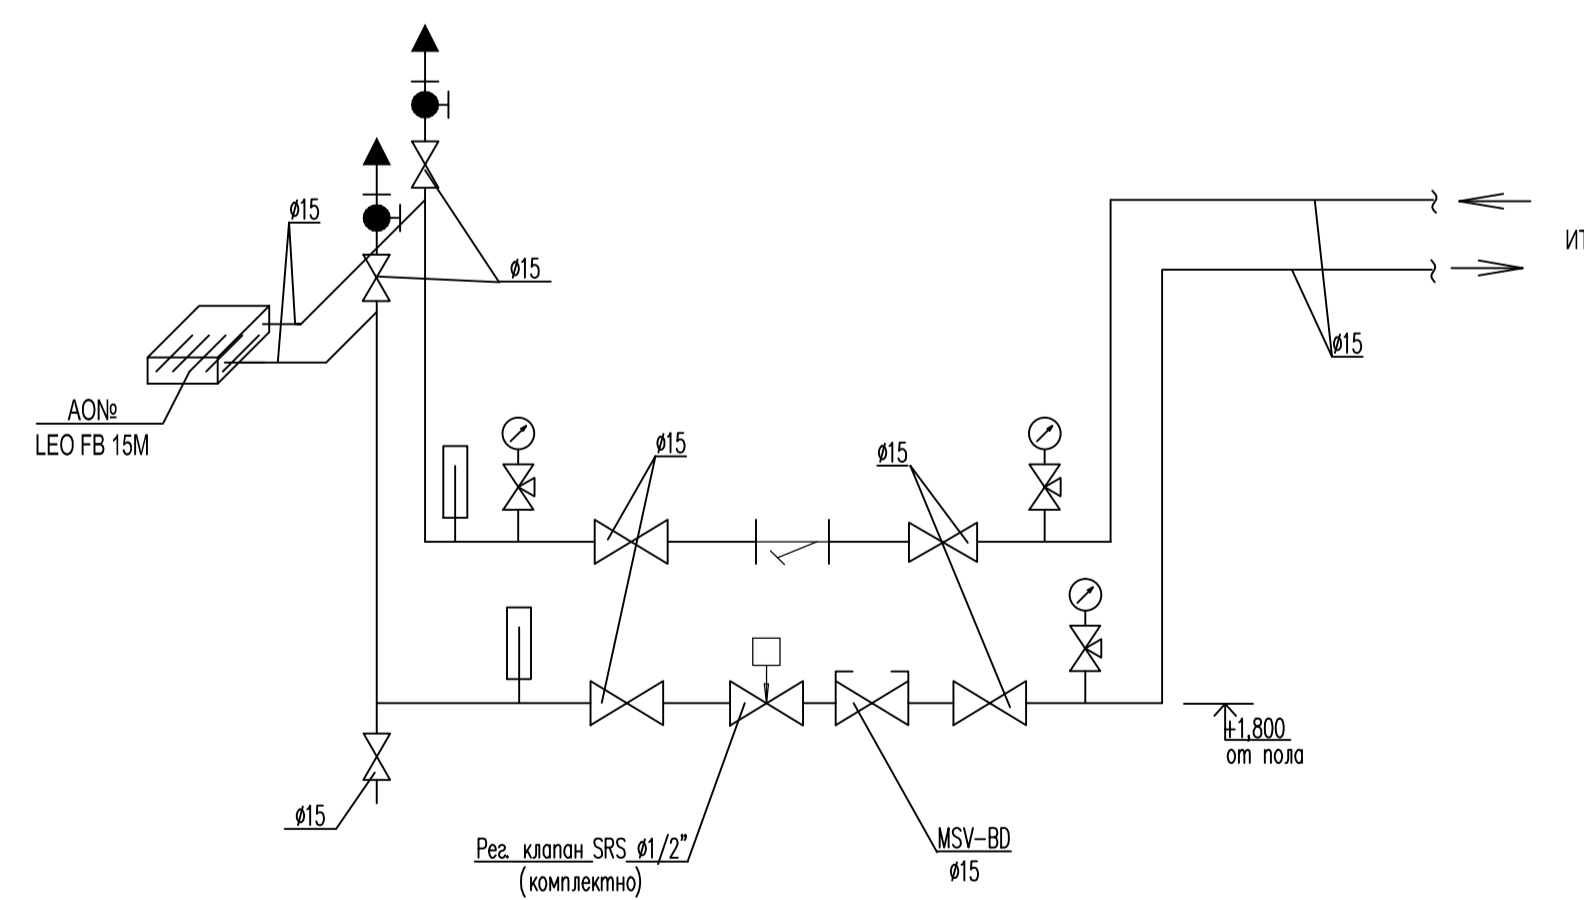 ø15
ø15
ИТ
ø15
АО№
LEO FB 15M
ø15
ø15
+1,800
от пола
ø15
Рег. клапан SRS ø1/2"
(комплектно)
MSV-BD
ø15